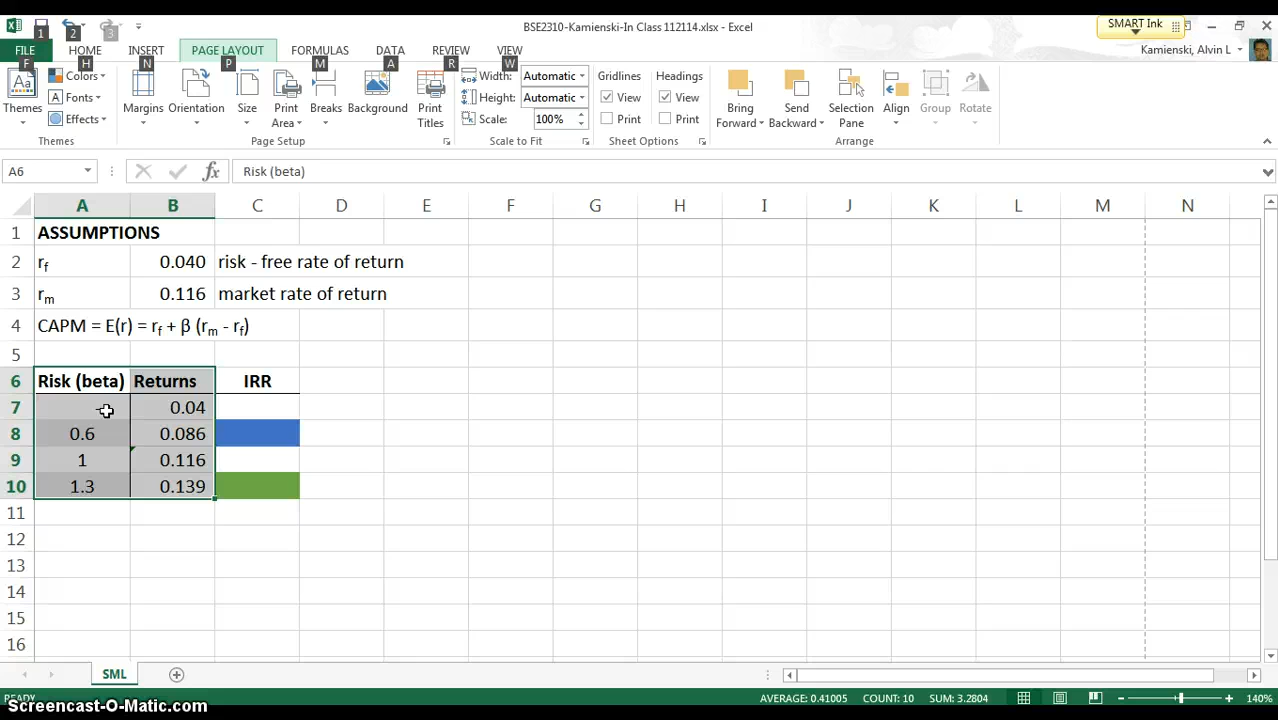 BSE2310-Kamienski-In Class 112114.xlsx - Excel
SMART Ink
1 2 3
FILE HOME INSERT PAGE LAYOUT FORMULAS DATA REVIEW VIEW
Kamienski, Alvin L
F H N P M A R W
Themes
Colors
Fonts
Effects
Margins
Orientation
Size
Print Area
Breaks
Background
Print Titles
Width: Automatic
Height: Automatic
Scale: 100%
Gridlines
View
Print
Headings
View
Print
Bring Forward
Send Backward
Selection Pane
Align
Group
Rotate
Themes Page Setup Scale to Fit Sheet Options Arrange
A6 fx Risk (beta)
A B C D E F G H I J K L M N
1 ASSUMPTIONS
2 rf 0.040 risk - free rate of return
3 rm 0.116 market rate of return
4 CAPM = E(r) = rf + β (rm - rf)
5
6 Risk (beta) Returns IRR
7 - 0.04
8 0.6 0.086
9 1 0.116
10 1.3 0.139
11
12
13
14
15
16
SML
READY AVERAGE: 0.41005 COUNT: 10 SUM: 3.2804 140%
Screencast-O-Matic.com